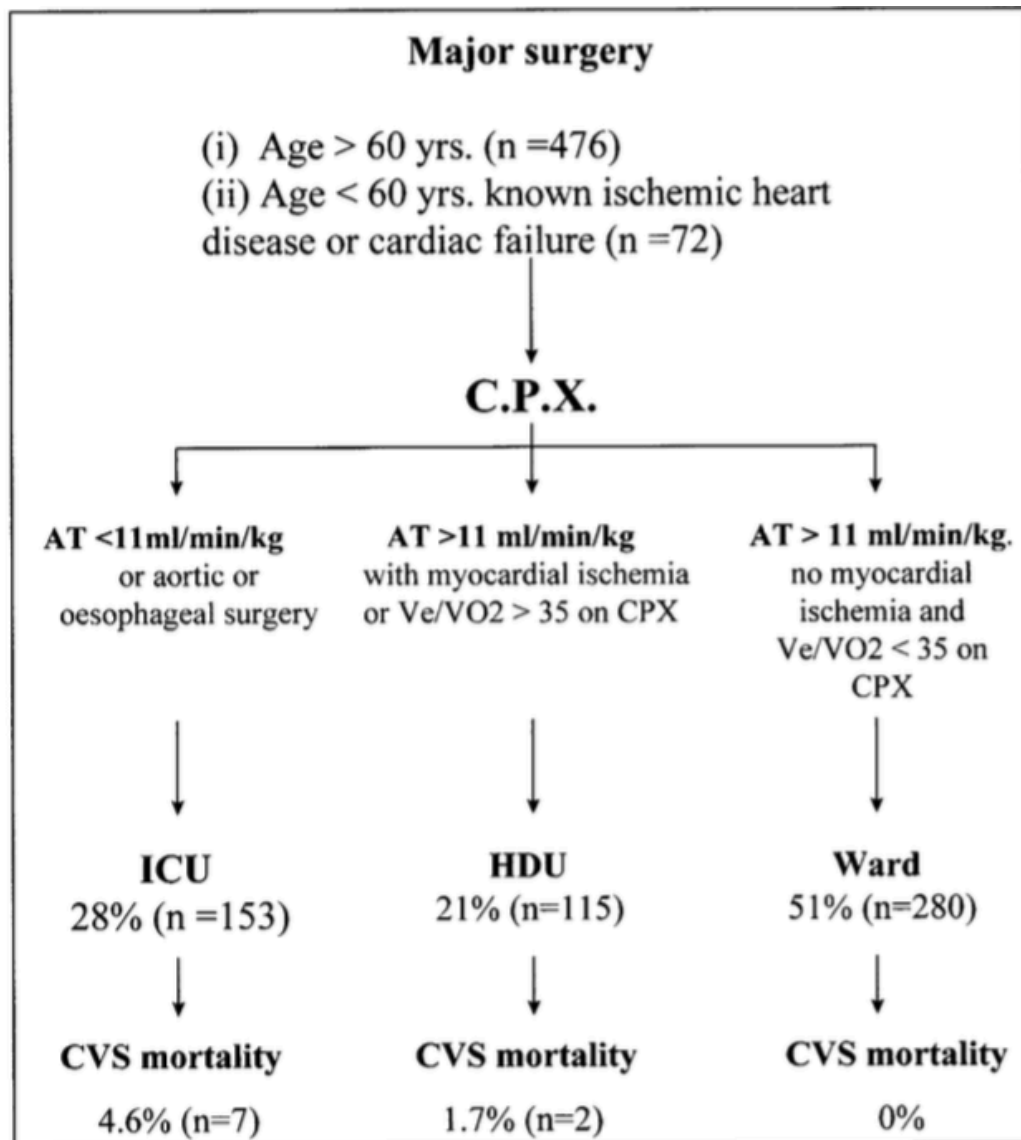 Major surgery
(i) Age > 60 yrs. (n =476)
(ii) Age < 60 yrs. known ischemic heart
disease or cardiac failure (n =72)
C.P.X.
AT <11ml/min/kg
or aortic or
oesophageal surgery
AT >11 ml/min/kg
with myocardial ischemia
or Ve/VO2 > 35 on CPX
AT > 11 ml/min/kg.
no myocardial
ischemia and
Ve/VO2 < 35 on
CPX
ICU
28% (n =153)
HDU
21% (n=115)
Ward
51% (n=280)
CVS mortality
4.6% (n=7)
CVS mortality
1.7% (n=2)
CVS mortality
0%